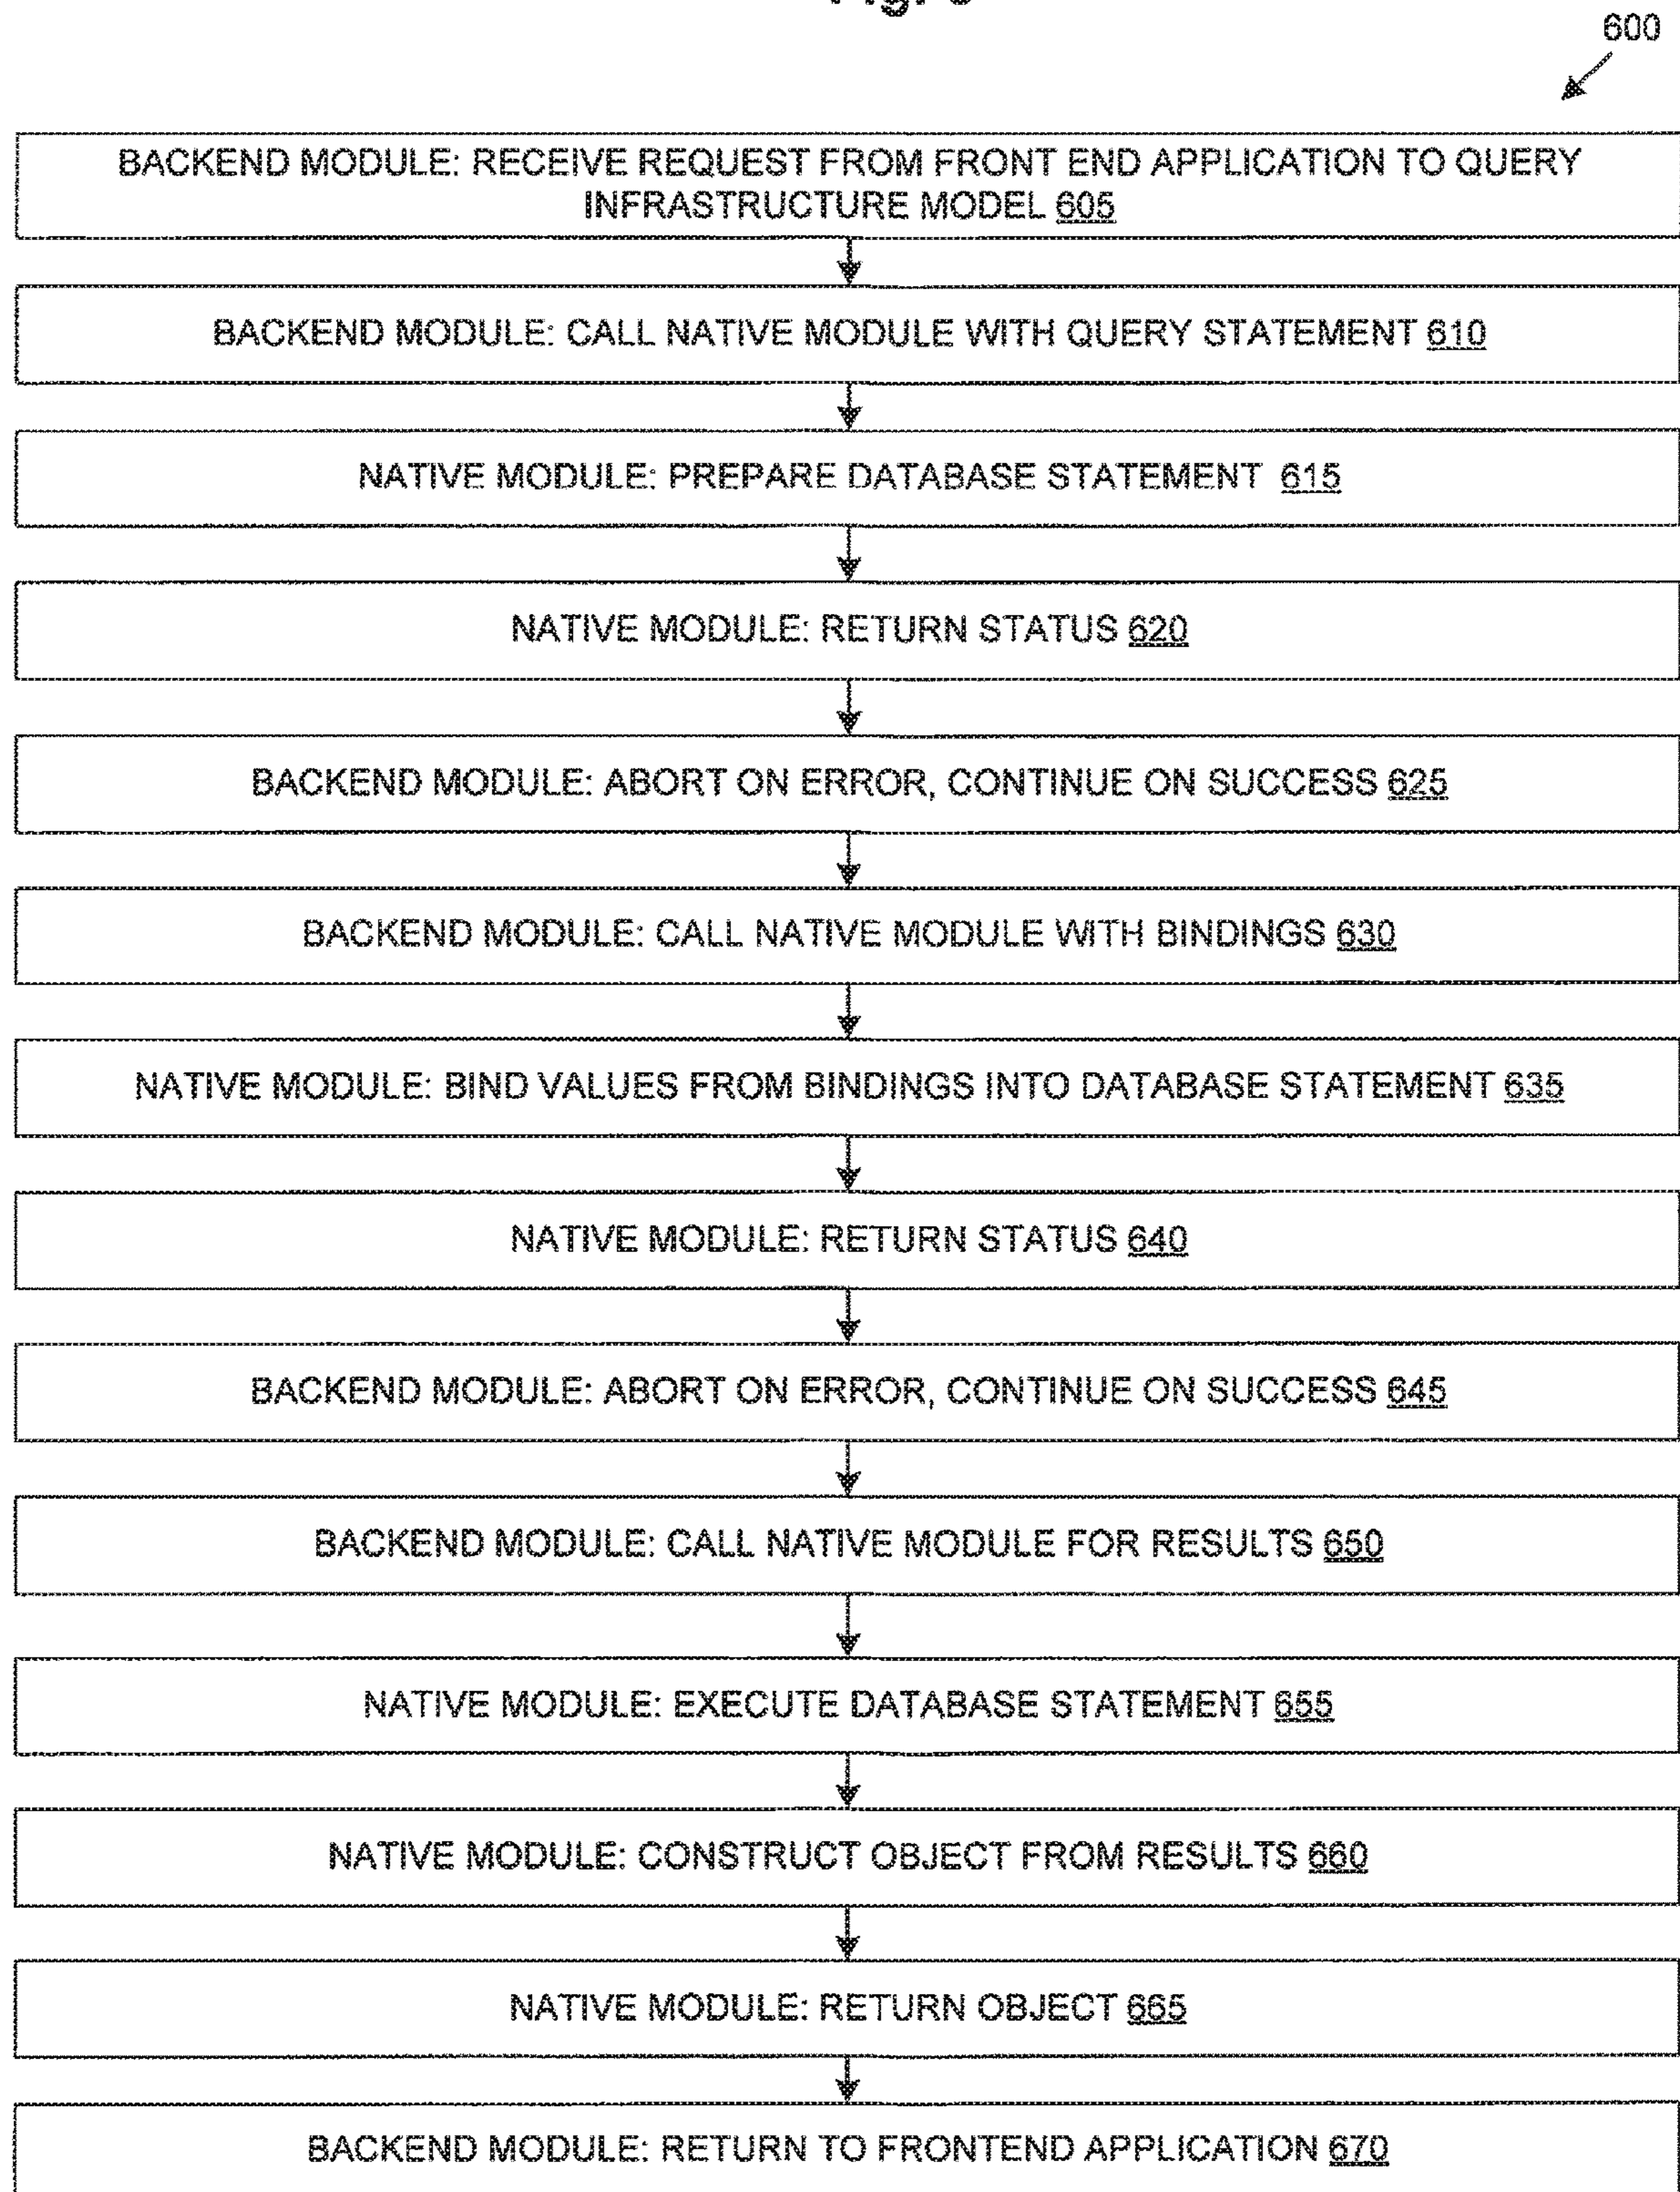 600
BACKEND MODULE: RECEIVE REQUEST FROM FRONT END APPLICATION TO QUERY
INFRASTRUCTURE MODEL 605
BACKEND MODULE: CALL NATIVE MODULE WITH QUERY STATEMENT 610
NATIVE MODULE: PREPARE DATABASE STATEMENT 615
NATIVE MODULE: RETURN STATUS 620
BACKEND MODULE: ABORT ON ERROR, CONTINUE ON SUCCESS 625
BACKEND MODULE: CALL NATIVE MODULE WITH BINDINGS 630
NATIVE MODULE: BIND VALUES FROM BINDINGS INTO DATABASE STATEMENT 635
NATIVE MODULE: RETURN STATUS 640
BACKEND MODULE: ABORT ON ERROR, CONTINUE ON SUCCESS 645
BACKEND MODULE: CALL NATIVE MODULE FOR RESULTS 650
NATIVE MODULE: EXECUTE DATABASE STATEMENT 655
NATIVE MODULE: CONSTRUCT OBJECT FROM RESULTS 660
NATIVE MODULE: RETURN OBJECT 665
BACKEND MODULE: RETURN TO FRONTEND APPLICATION 670